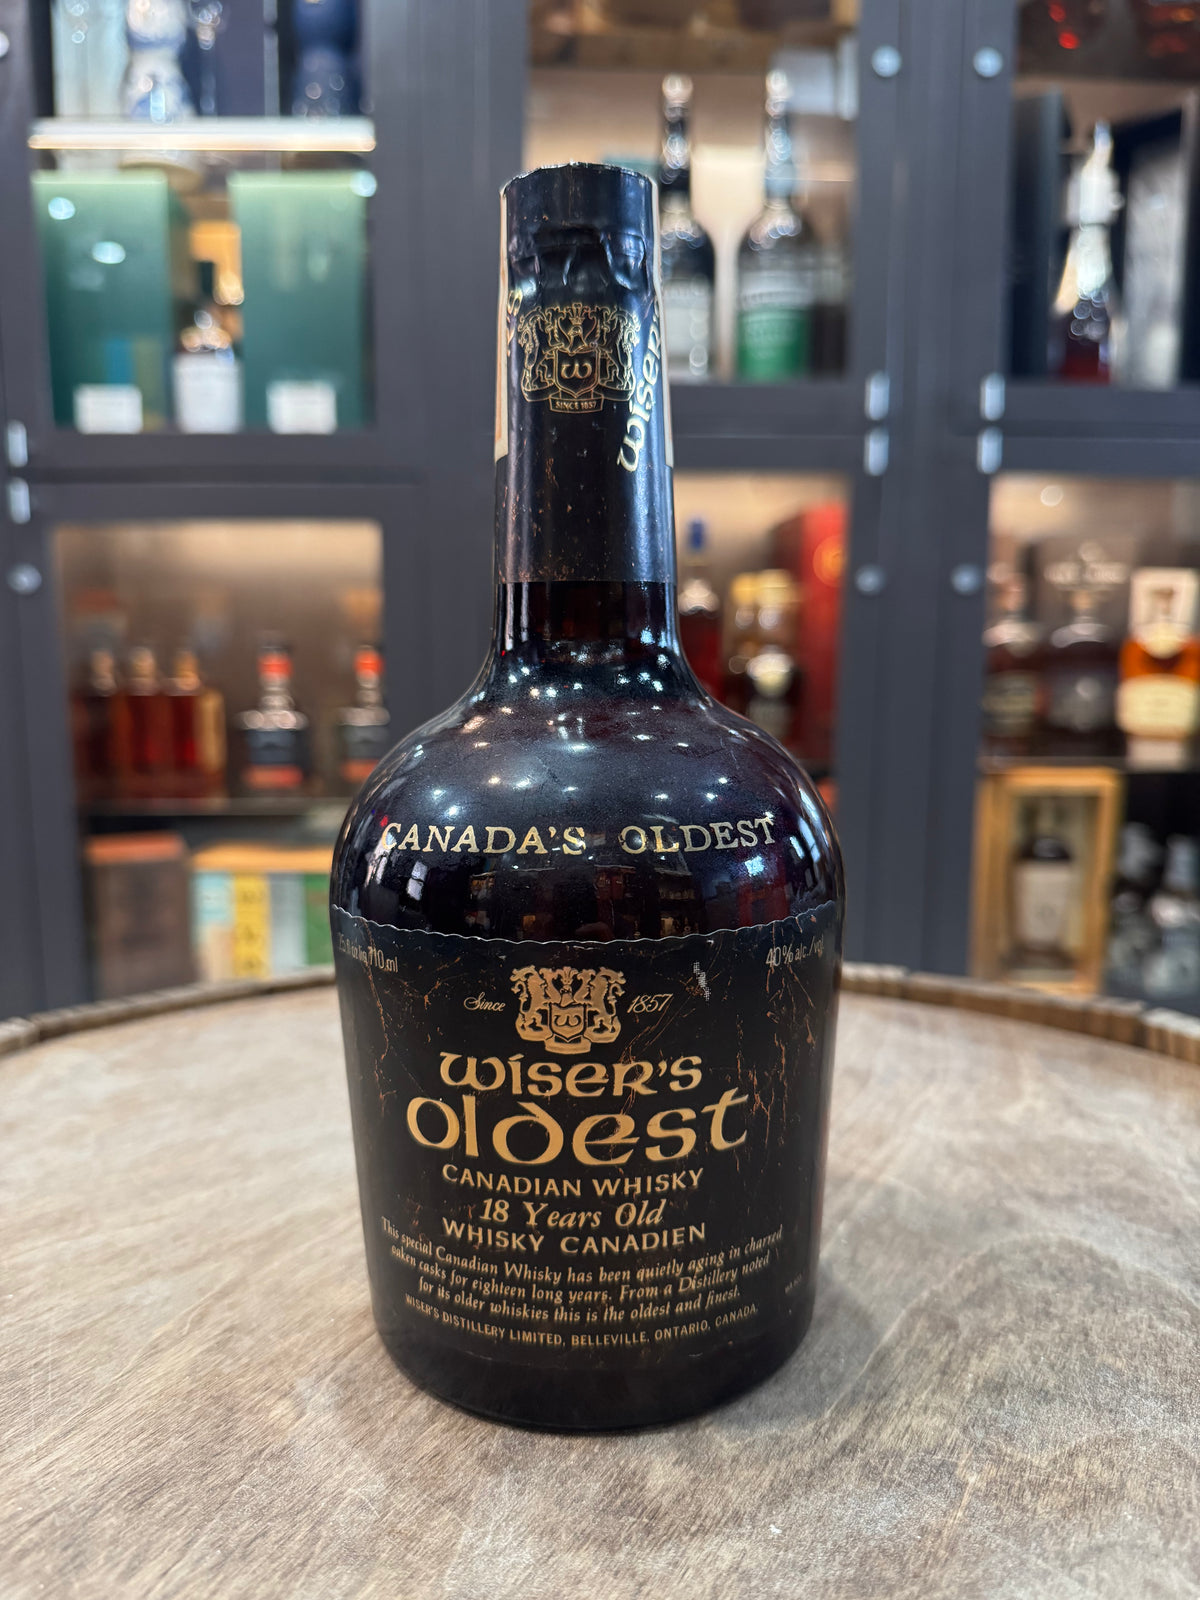 W
SINCE 1857
Wiser's
CANADA'S OLDEST
710 ml
40% alc./vol.
Since 1857
W
Wiser's
Oldest
CANADIAN WHISKY
18 Years Old
WHISKY CANADIEN
This special Canadian Whisky has been quietly aging in charred
oaken casks for eighteen long years. From a Distillery noted
for its older whiskies this is the oldest and finest.
WISER'S DISTILLERY LIMITED, BELLEVILLE, ONTARIO, CANADA.